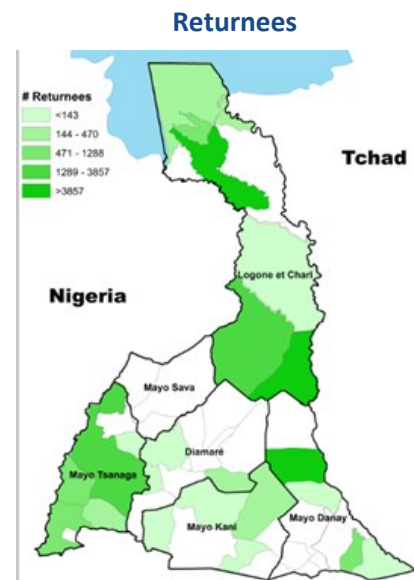 Returnees
# Returnees
<143
144 - 470
471 - 1288
1289 - 3857
>3857
Tchad
Logone et Chari
Nigeria
Mayo Sava
Diamaré
Mayo Tsanaga
Mayo Kani
Mayo Danay